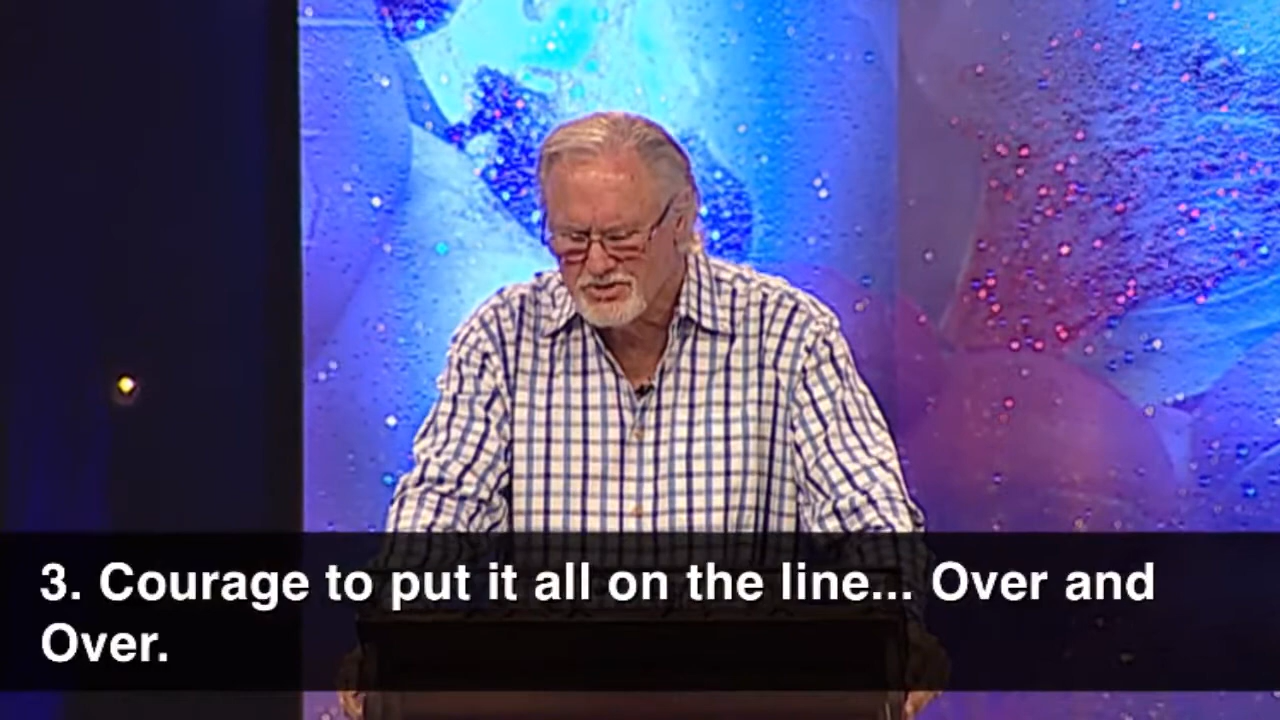 3. Courage to put it all on the line... Over and
Over.